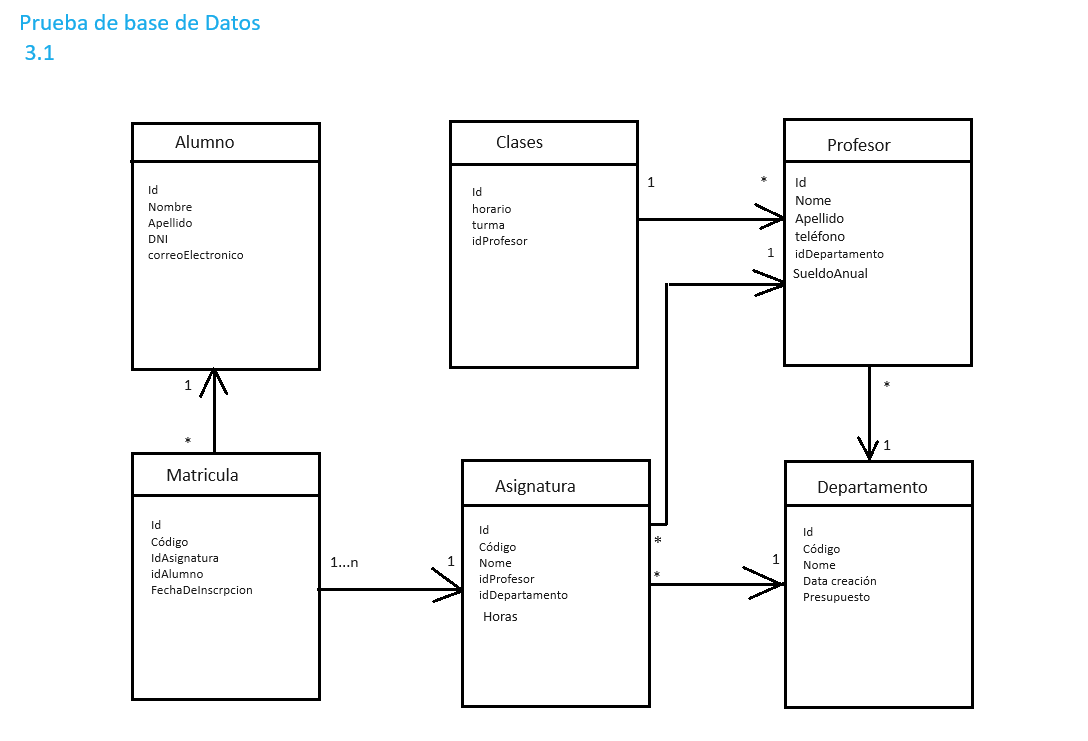 Prueba de base de Datos
3.1
Alumno
Id
Nombre
Apellido
DNI
correoElectronico
Clases
Id
horario
turma
idProfesor
1
*
1
Profesor
Id
Nome
Apellido
teléfono
idDepartamento
SueldoAnual
1
*
*
1
Matricula
Id
Código
IdAsignatura
idAlumno
FechaDeInscrpcion
1...n
1
Asignatura
Id
Código
Nome
idProfesor
idDepartamento
Horas
*
*
1
Departamento
Id
Código
Nome
Data creación
Presupuesto